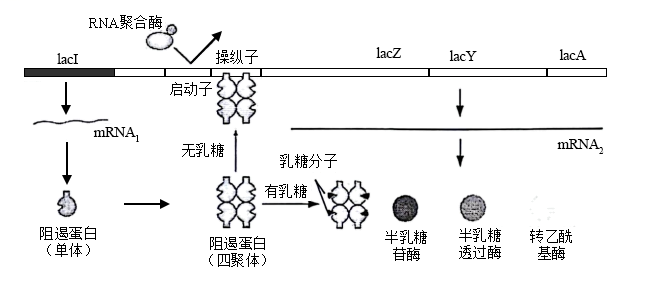 RNA聚合酶
操纵子
lacI
lacZ
lacY
lacA
启动子
mRNA1
mRNA2
无乳糖
乳糖分子
有乳糖
阻遏蛋白
（单体）
阻遏蛋白
（四聚体）
半乳糖
苷酶
半乳糖
透过酶
转乙酰
基酶